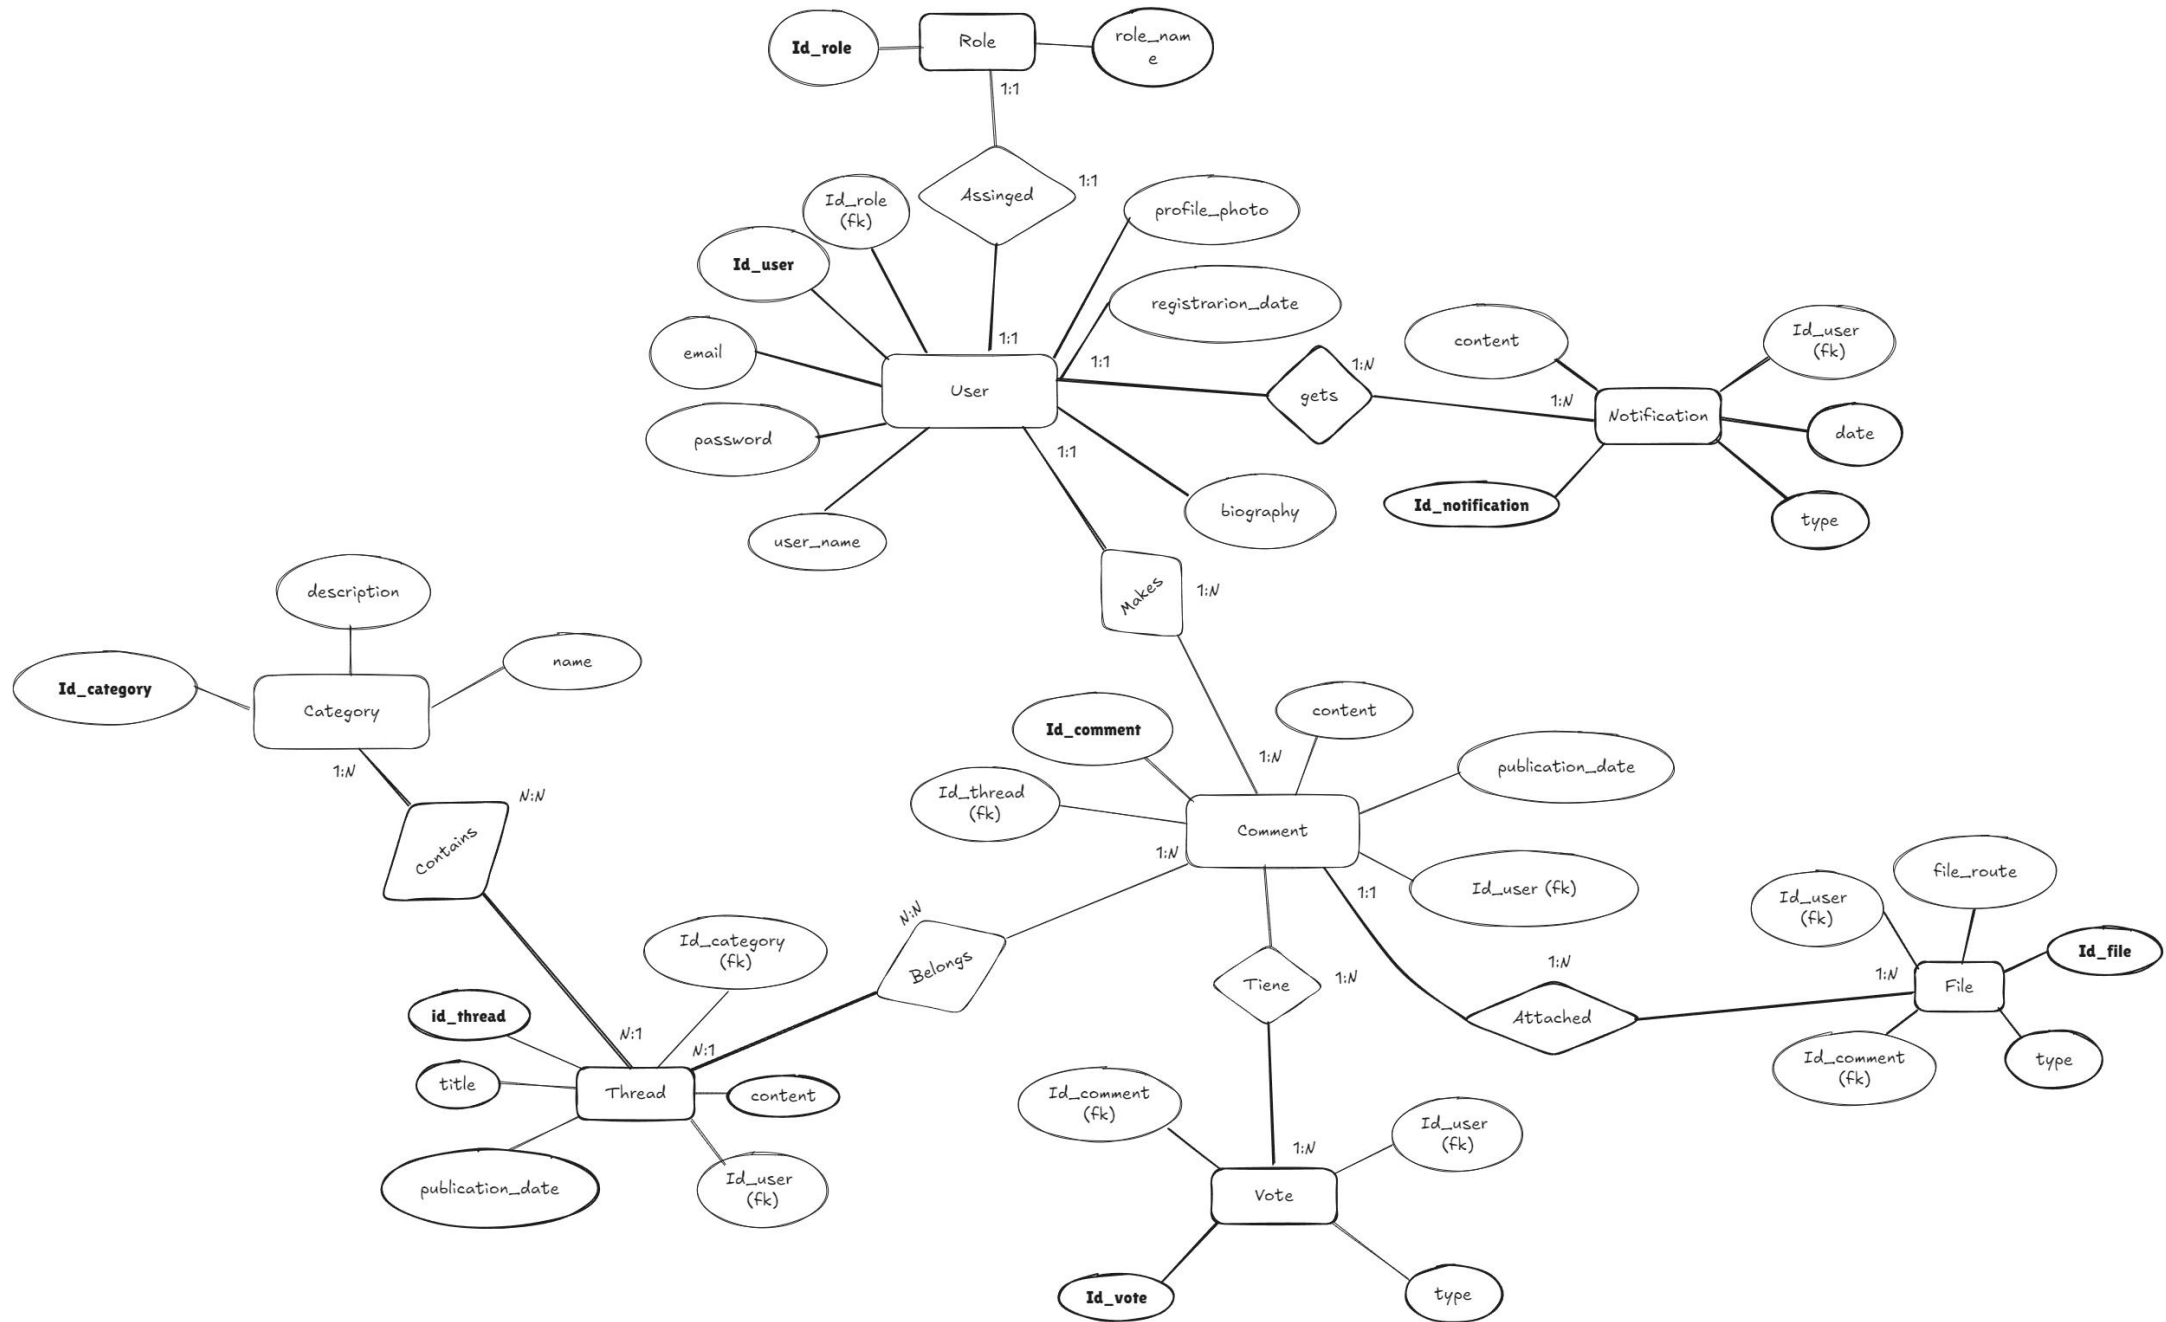 Id_role
Role
role_nam
e
1:1
Assinged
1:1
Id_role
(fk)
profile_photo
Id_user
registrarion_date
email
1:1
1:1
User
gets
1:N
content
Id_user
(fk)
1:N
Notification
date
password
1:1
biography
Id_notification
type
user_name
Makes
1:N
description
Id_category
name
Category
1:N
N:N
Contains
Id_comment
content
1:N
publication_date
Id_thread
(fk)
Comment
1:N
Id_user (fk)
1:1
N:N
Belongs
Tiene
1:N
1:N
Attached
Id_user
(fk)
file_route
Id_file
1:N
File
Id_comment
(fk)
type
Id_category
(fk)
id_thread
N:1
N:1
title
Thread
content
publication_date
Id_user
(fk)
Id_comment
(fk)
Id_user
(fk)
1:N
Vote
Id_vote
type